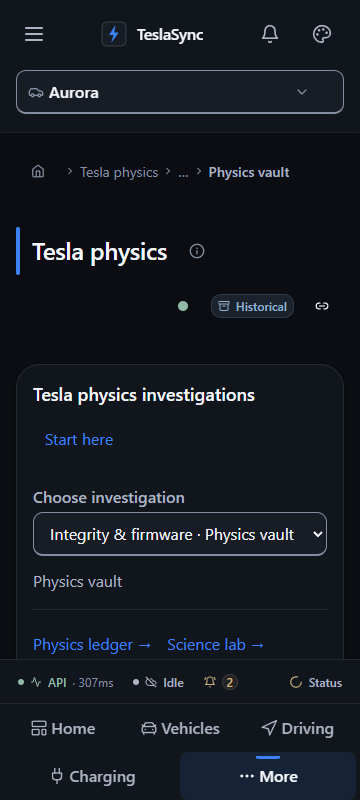 TeslaSync
Aurora
Tesla physics > ... > Physics vault
Tesla physics
Historical
Tesla physics investigations
Start here
Choose investigation
Integrity & firmware · Physics vault
Physics vault
Physics ledger → Science lab →
API · 307ms Idle 2 Status
Home Vehicles Driving
Charging ··· More